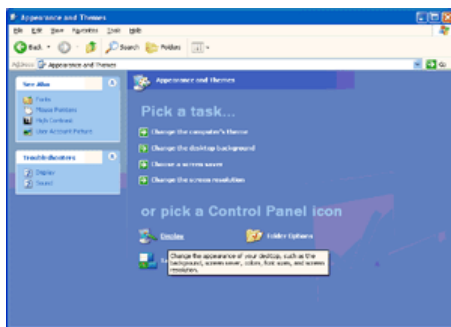 Appearance and Themes
File Edit View Favorites Tools Help
Back Search Folders
Address Appearance and Themes Go
See Also
Fonts
Mouse Pointers
High Contrast
User Account Picture
Troubleshooters
Display
Sound
Appearance and Themes
Pick a task...
Change the computer's theme
Change the desktop background
Choose a screen saver
Change the screen resolution
or pick a Control Panel icon
Display Folder Options
Change the appearance of your desktop, such as the
background, screen saver, colors, font sizes, and screen
resolution.